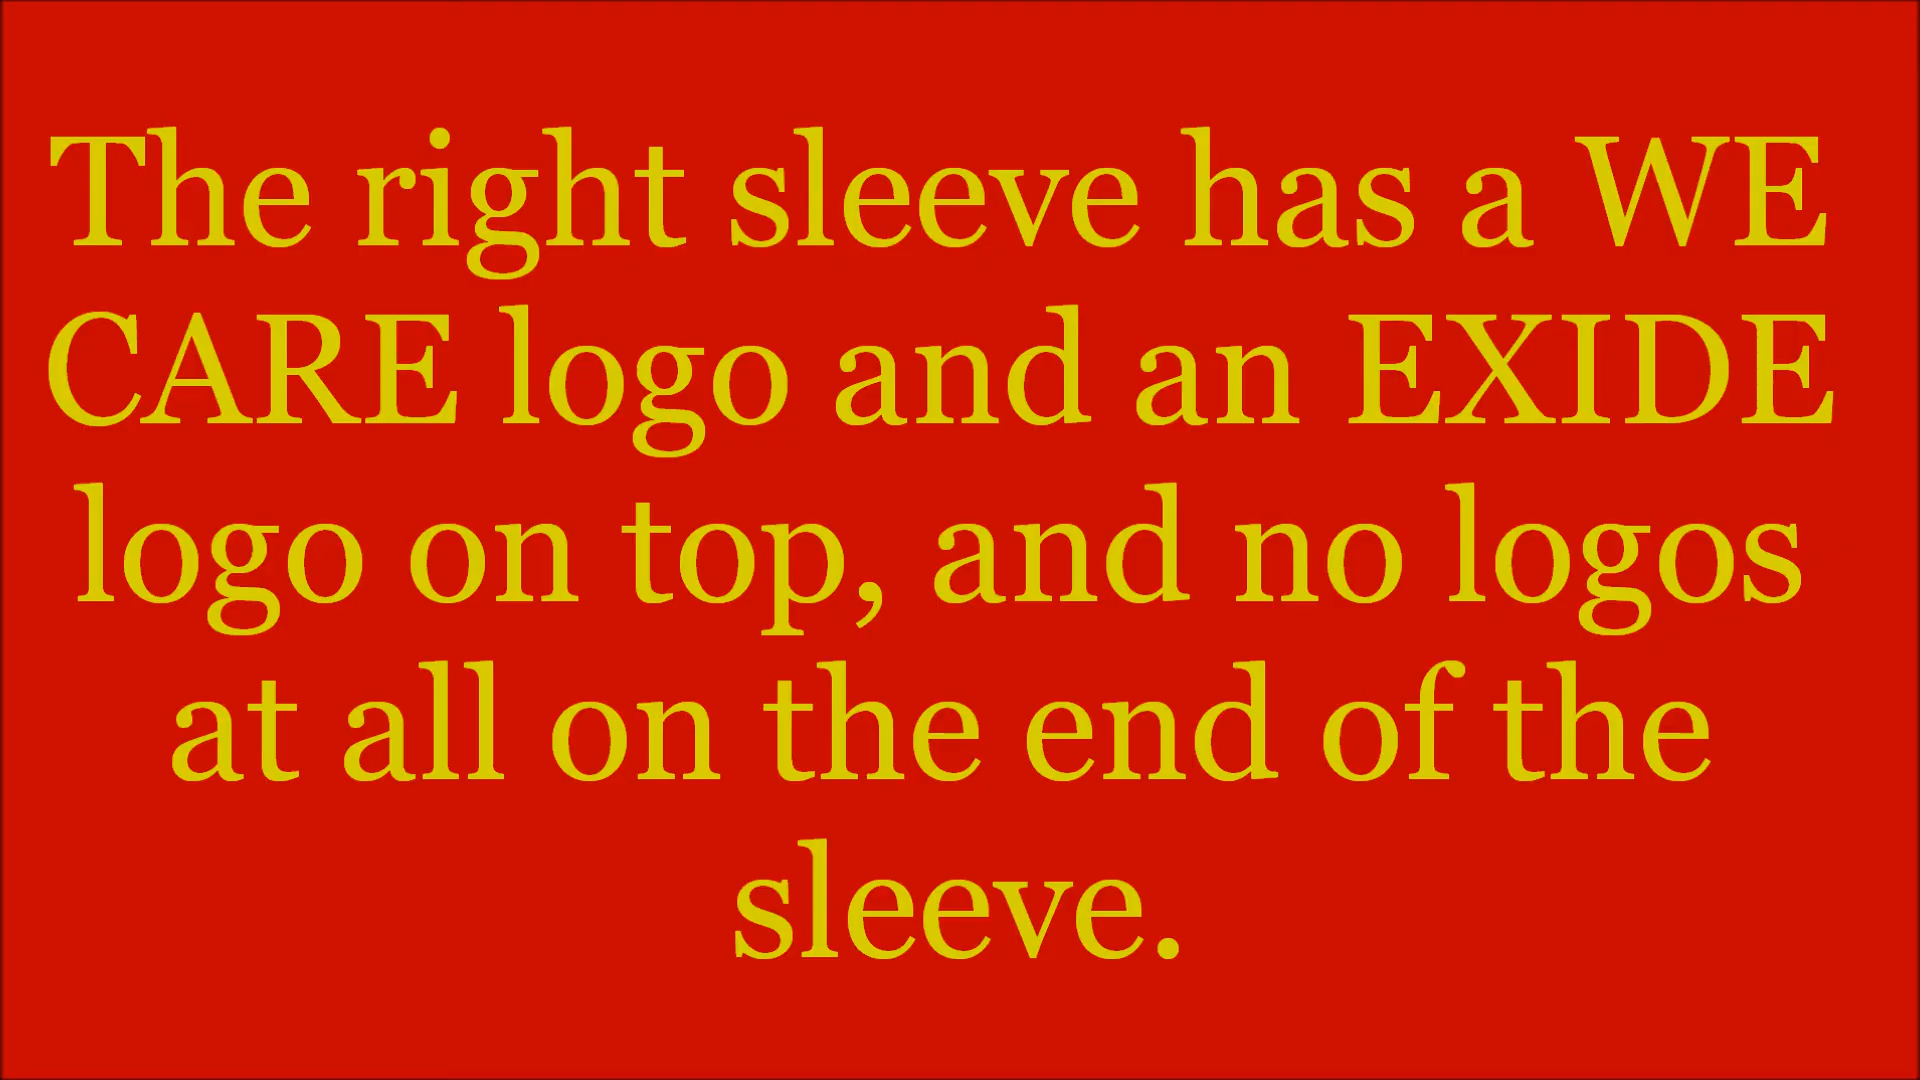 The right sleeve has a WE
CARE logo and an EXIDE
logo on top, and no logos
at all on the end of the
sleeve.